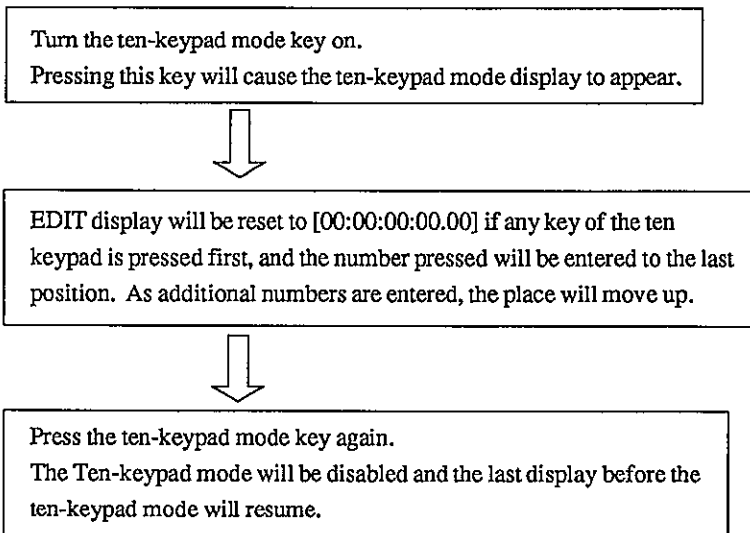 Turn the ten-keypad mode key on.
Pressing this key will cause the ten-keypad mode display to appear.
EDIT display will be reset to [00:00:00:00.00] if any key of the ten
keypad is pressed first, and the number pressed will be entered to the last
position. As additional numbers are entered, the place will move up.
Press the ten-keypad mode key again.
The Ten-keypad mode will be disabled and the last display before the
ten-keypad mode will resume.